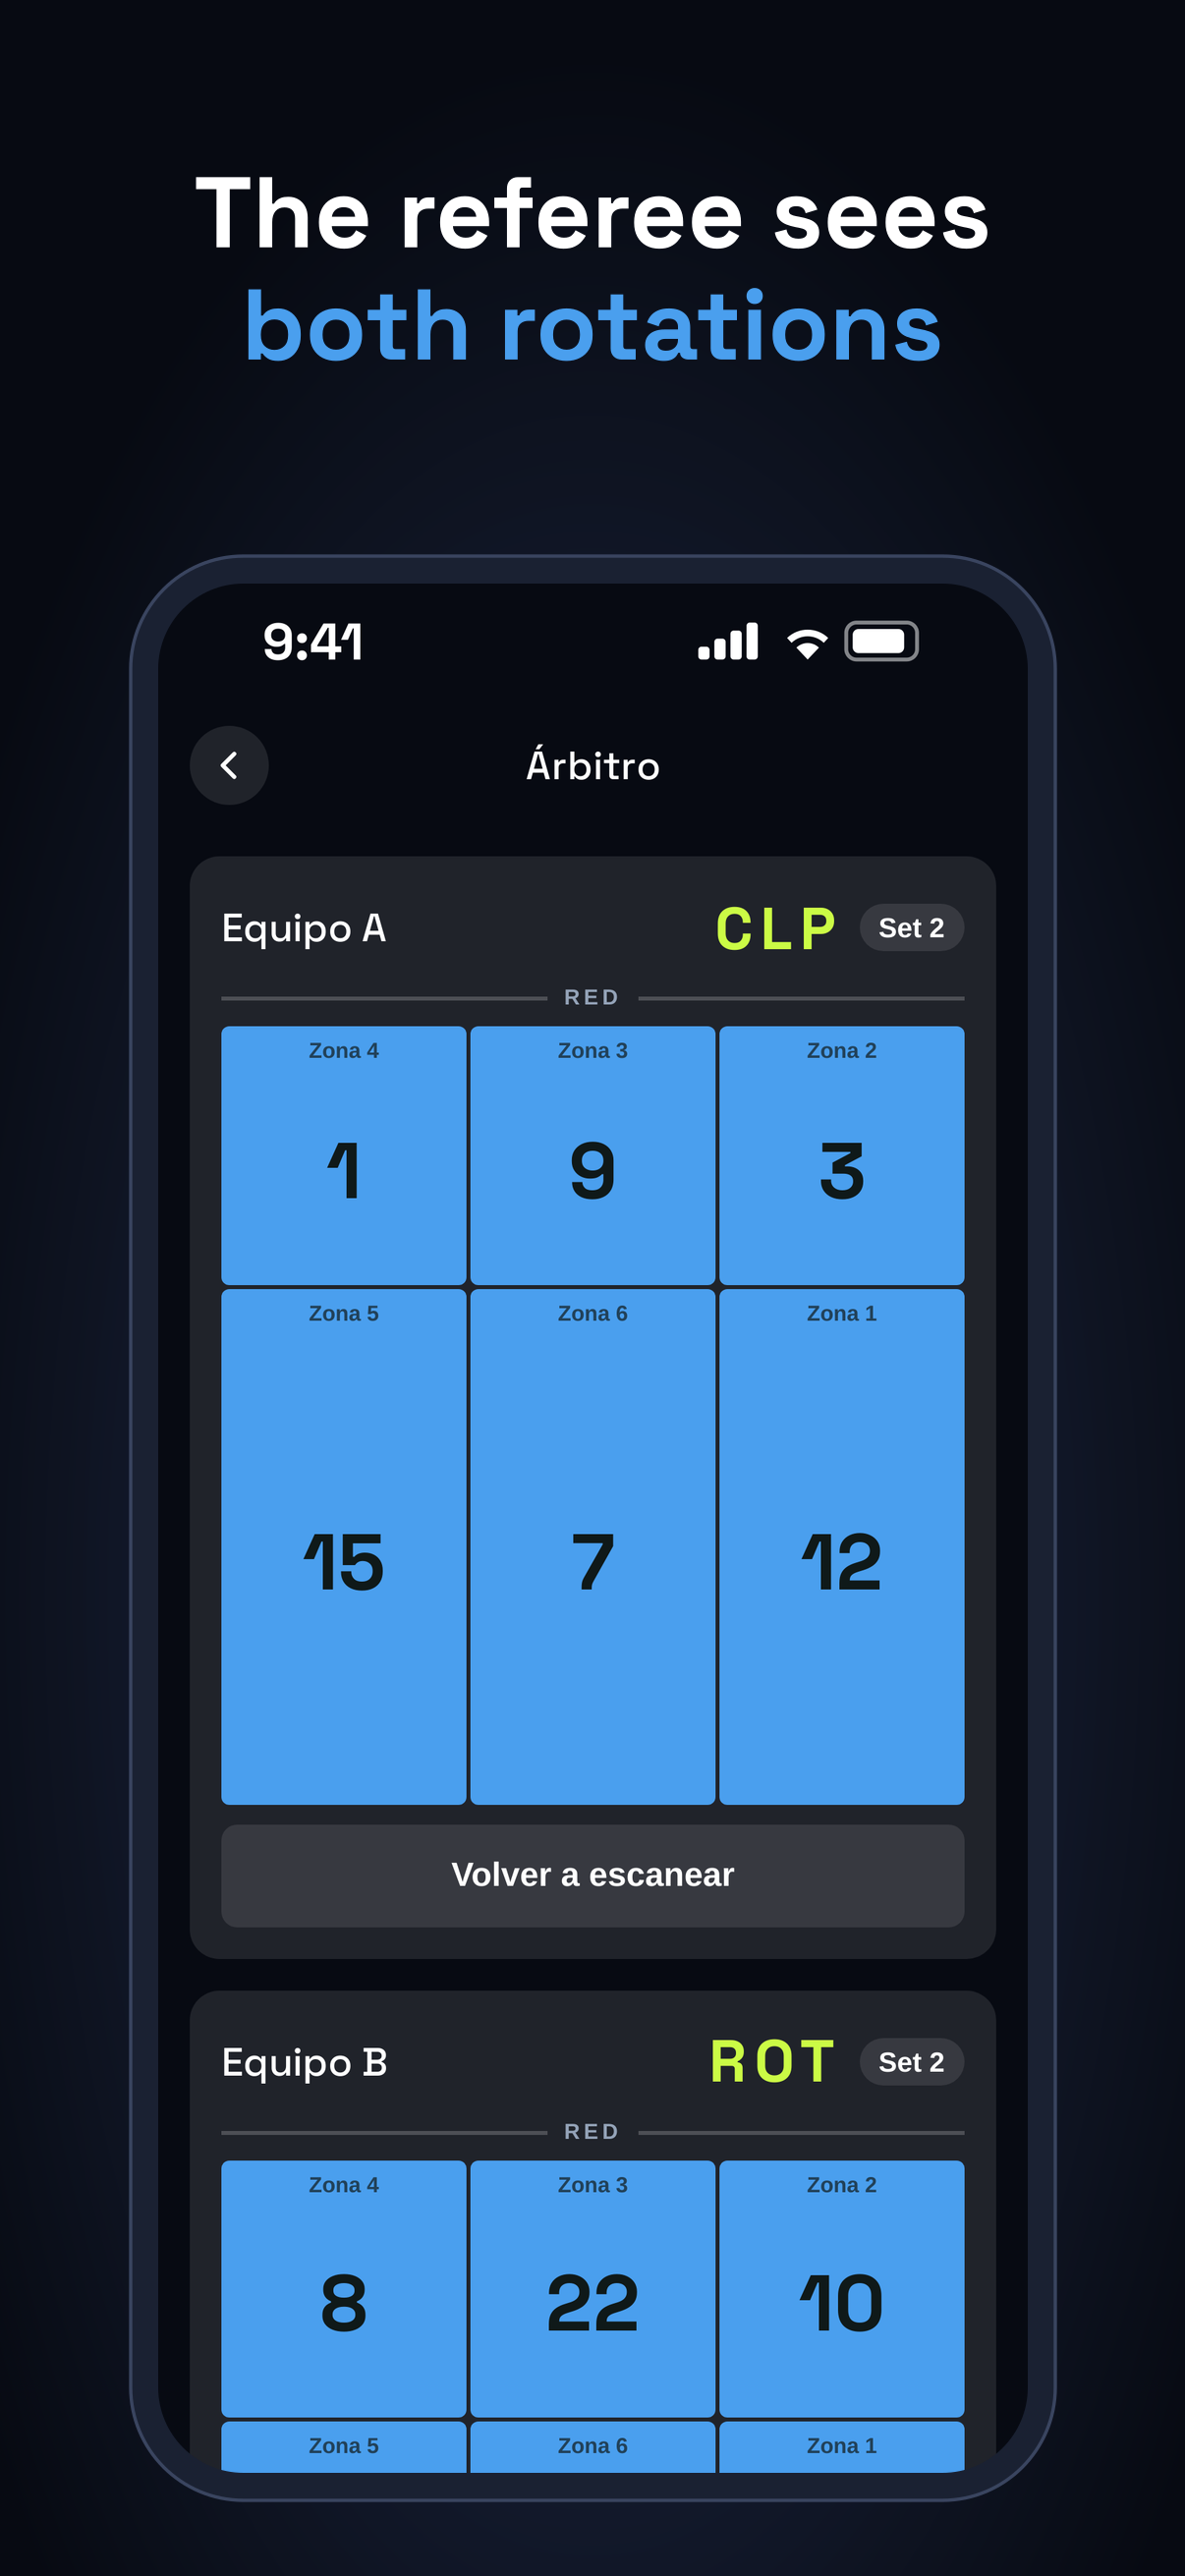 The referee sees
both rotations
9:41
Árbitro
Equipo A CLP Set 2
RED
Zona 4 Zona 3 Zona 2
1 9 3
Zona 5 Zona 6 Zona 1
15 7 12
Volver a escanear
Equipo B ROT Set 2
RED
Zona 4 Zona 3 Zona 2
8 22 10
Zona 5 Zona 6 Zona 1